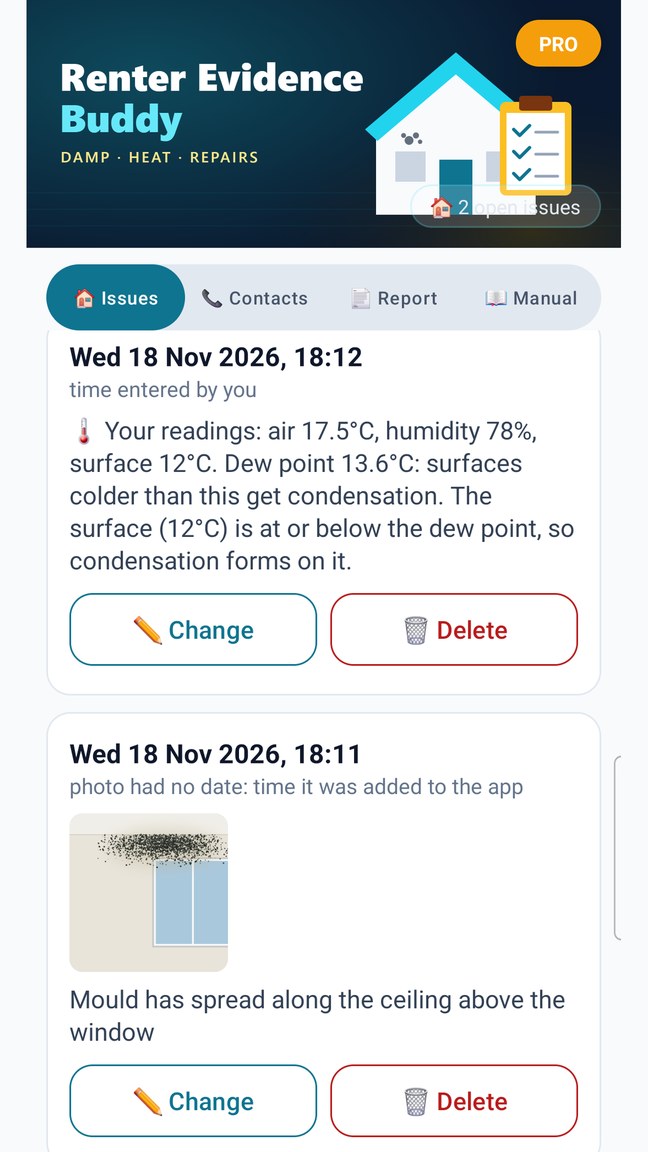 PRO
Renter Evidence
Buddy
DAMP · HEAT · REPAIRS
2 open issues
Issues
Contacts
Report
Manual
Wed 18 Nov 2026, 18:12
time entered by you
Your readings: air 17.5°C, humidity 78%,
surface 12°C. Dew point 13.6°C: surfaces
colder than this get condensation. The
surface (12°C) is at or below the dew point, so
condensation forms on it.
Change
Delete
Wed 18 Nov 2026, 18:11
photo had no date: time it was added to the app
Mould has spread along the ceiling above the
window
Change
Delete